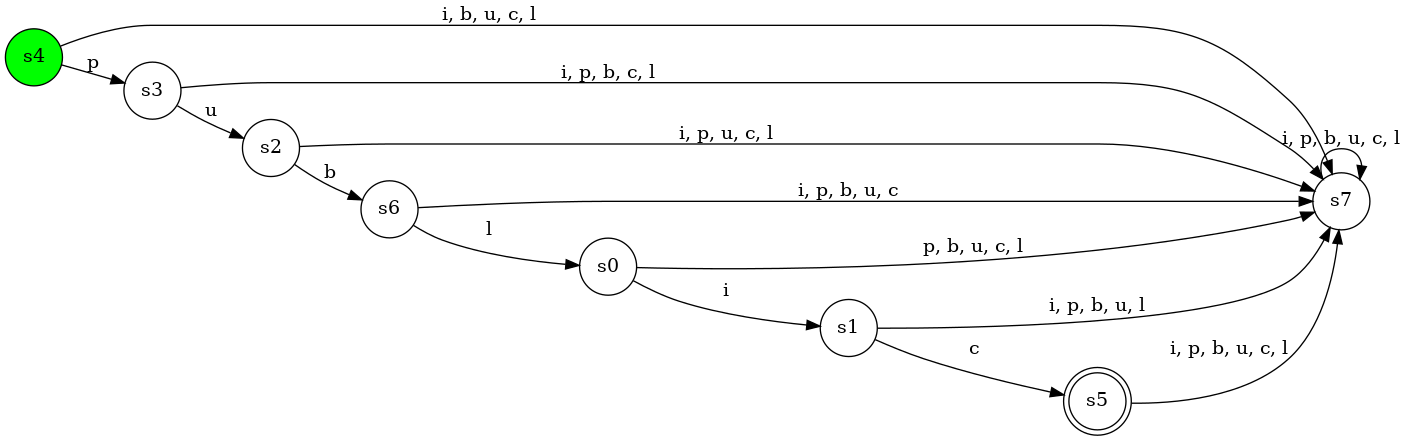 i, b, u, c, l
s4
p
i, p, b, c, l
s3
u
i, p, u, c, l
i, p, b, u, c, l
s2
b
i, p, b, u, c
s7
s6
l
p, b, u, c, l
s0
i
i, p, b, u, l
s1
c
i, p, b, u, c, l
s5